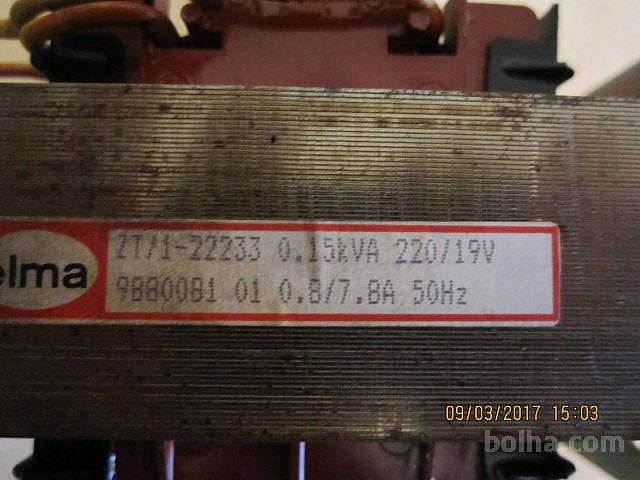 elma
ZT/1-22233 0.15kVA 220/19V
9880081 01 0.8/7.8A 50Hz
09/03/2017 15:03
bolha.com